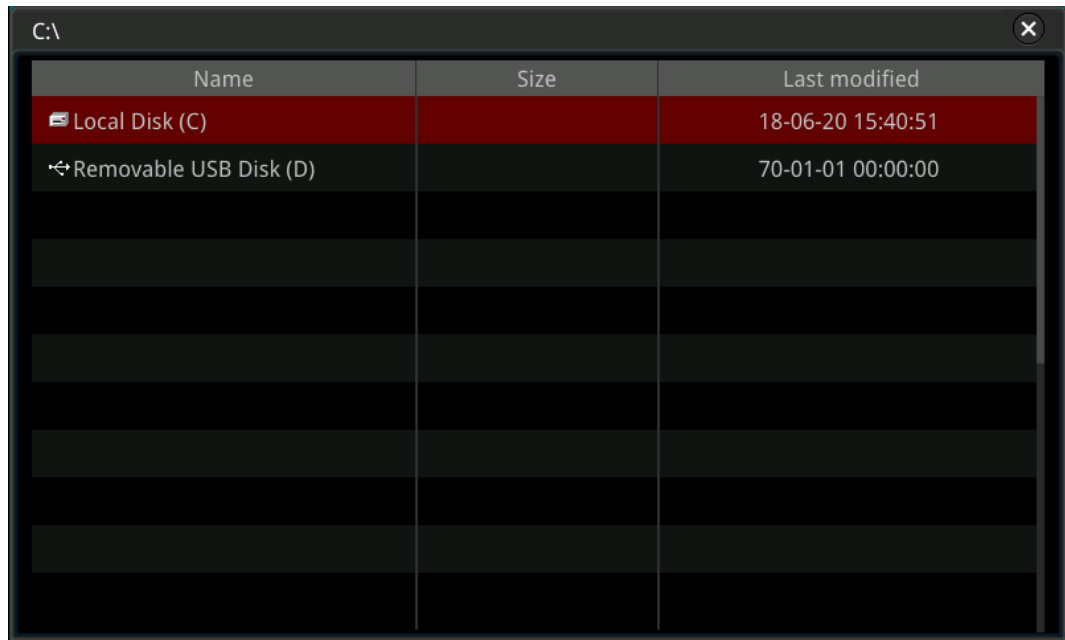 C:\
Name Size Last modified
Local Disk (C) 18-06-20 15:40:51
Removable USB Disk (D) 70-01-01 00:00:00